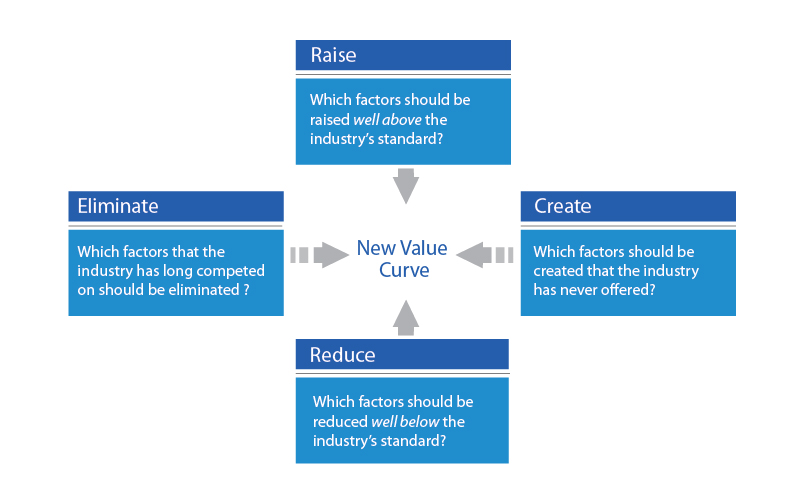 Raise
Which factors should be
raised well above the
industry's standard?
Eliminate
Which factors that the
industry has long competed
on should be eliminated ?
New Value
Curve
Create
Which factors should be
created that the industry
has never offered?
Reduce
Which factors should be
reduced well below the
industry's standard?